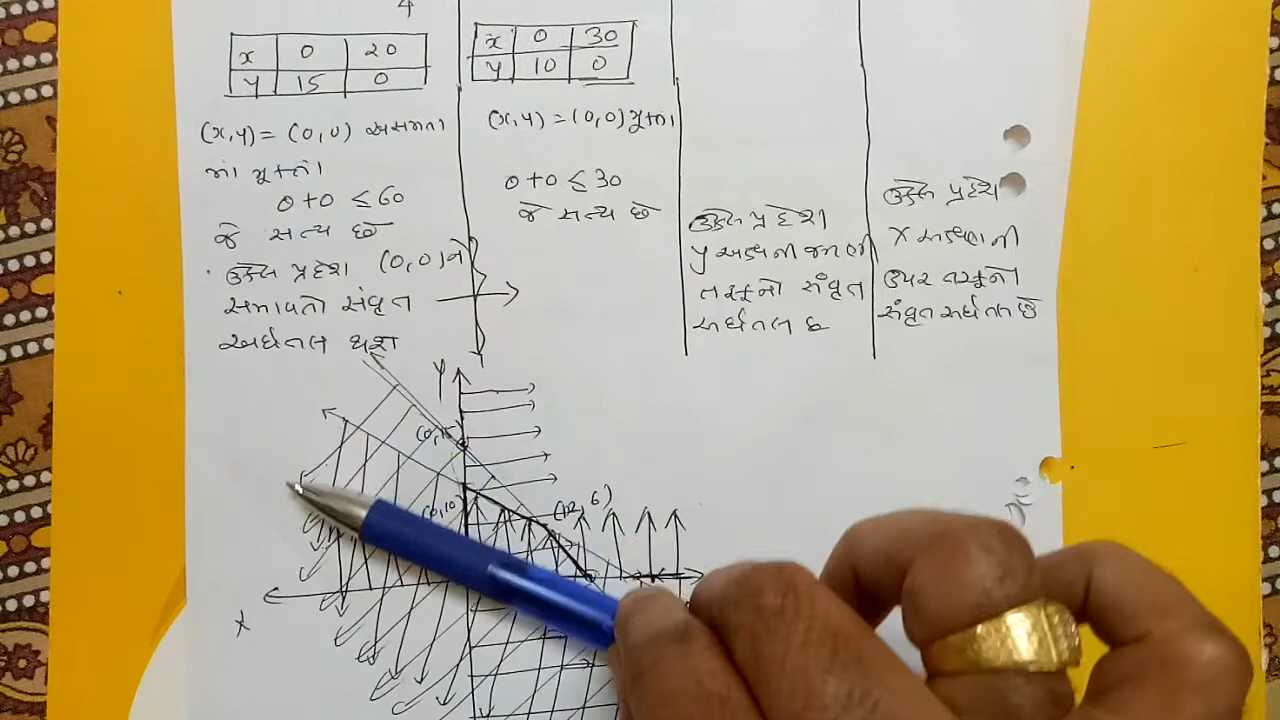 4
x 0 20
y 15 0
(x,y) = (0,0) અસમતા
માં મૂકતાં
0 + 0 ≤ 60
જે સત્ય છે
ઉકેલ પ્રદેશ (0,0) ને
સમાવતો સંવૃત
અર્ધતલ થશે
x 0 30
y 10 0
(x,y) = (0,0) મૂકતાં
0 + 0 ≤ 30
જે સત્ય છે
ઉકેલ પ્રદેશ
y અક્ષની જમણી
તરફનો સંવૃત
અર્ધતલ છે
ઉકેલ પ્રદેશ
X અક્ષની
ઉપર તરફનો
સંવૃત અર્ધતલ છે
y
(0,15)
(0,10)
(12,6)